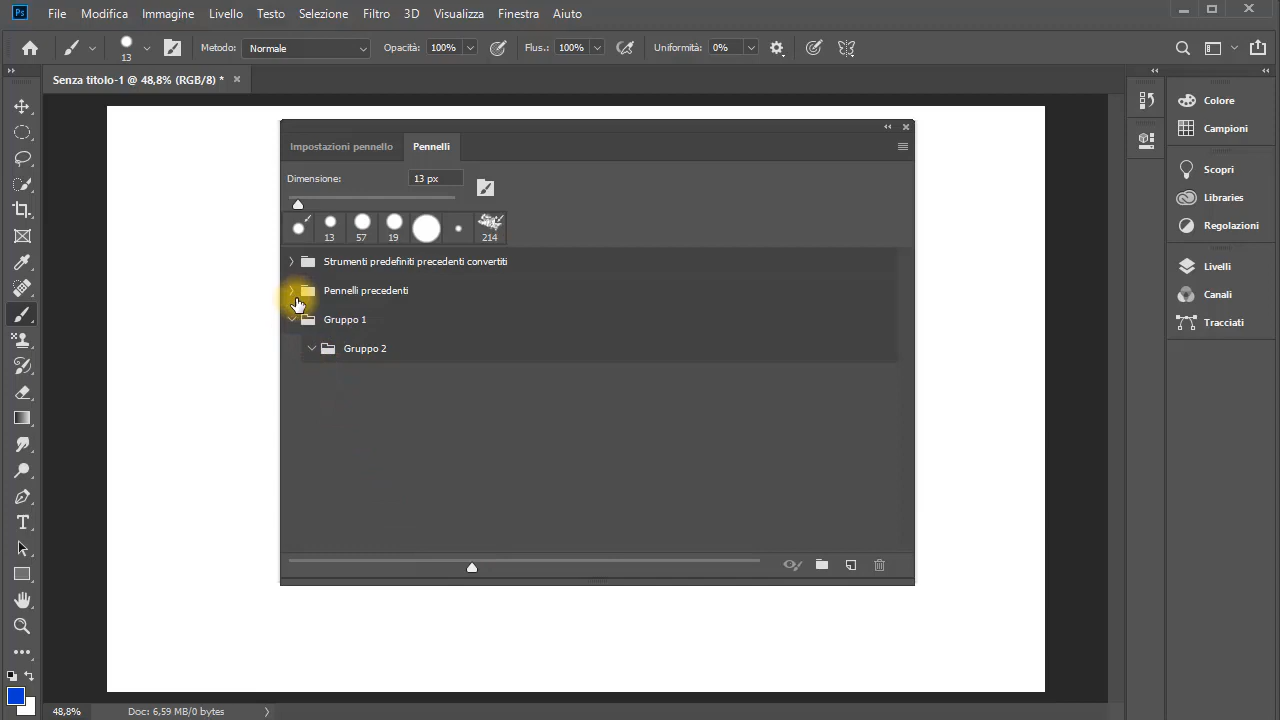 Ps File Modifica Immagine Livello Testo Selezione Filtro 3D Visualizza Finestra Aiuto
13 Metodo: Normale Opacità: 100% Flus.: 100% Uniformità: 0%
Senza titolo-1 @ 48,8% (RGB/8) *
Impostazioni pennello Pennelli
Dimensione: 13 px
13 57 19 214
Strumenti predefiniti precedenti convertiti
Pennelli precedenti
Gruppo 1
Gruppo 2
Colore
Campioni
Scopri
Libraries
Regolazioni
Livelli
Canali
Tracciati
48,8% Doc: 6,59 MB/0 bytes